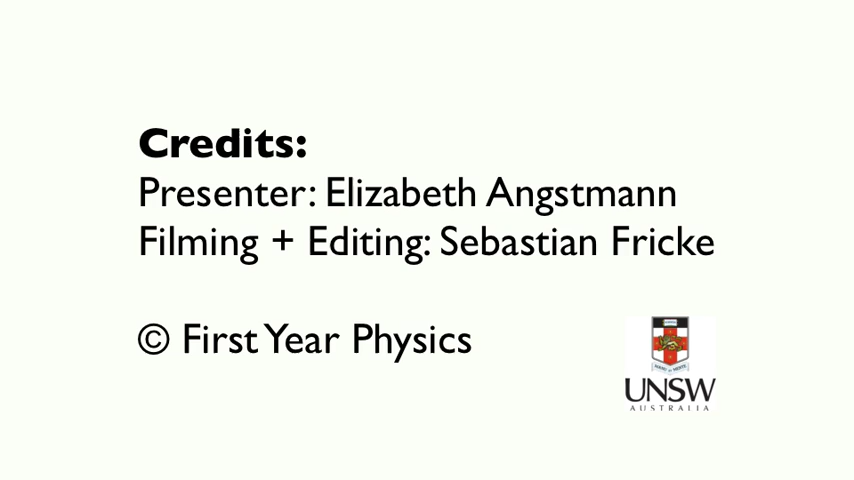 Credits:
Presenter: Elizabeth Angstmann
Filming + Editing: Sebastian Fricke
© First Year Physics
UNSW
AUSTRALIA